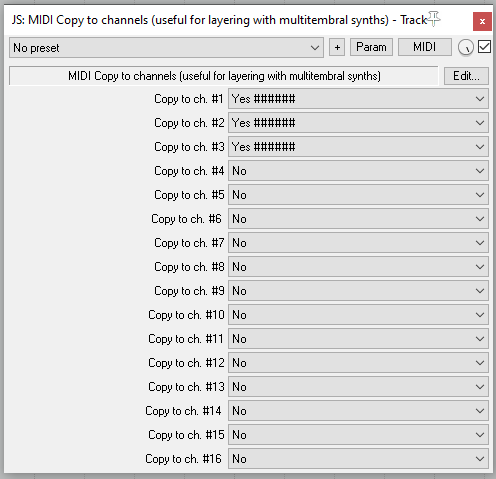 JS: MIDI Copy to channels (useful for layering with multitembral synths) - Track
No preset + Param MIDI
MIDI Copy to channels (useful for layering with multitembral synths) Edit...
Copy to ch. #1 Yes ######
Copy to ch. #2 Yes ######
Copy to ch. #3 Yes ######
Copy to ch. #4 No
Copy to ch. #5 No
Copy to ch. #6 No
Copy to ch. #7 No
Copy to ch. #8 No
Copy to ch. #9 No
Copy to ch. #10 No
Copy to ch. #11 No
Copy to ch. #12 No
Copy to ch. #13 No
Copy to ch. #14 No
Copy to ch. #15 No
Copy to ch. #16 No